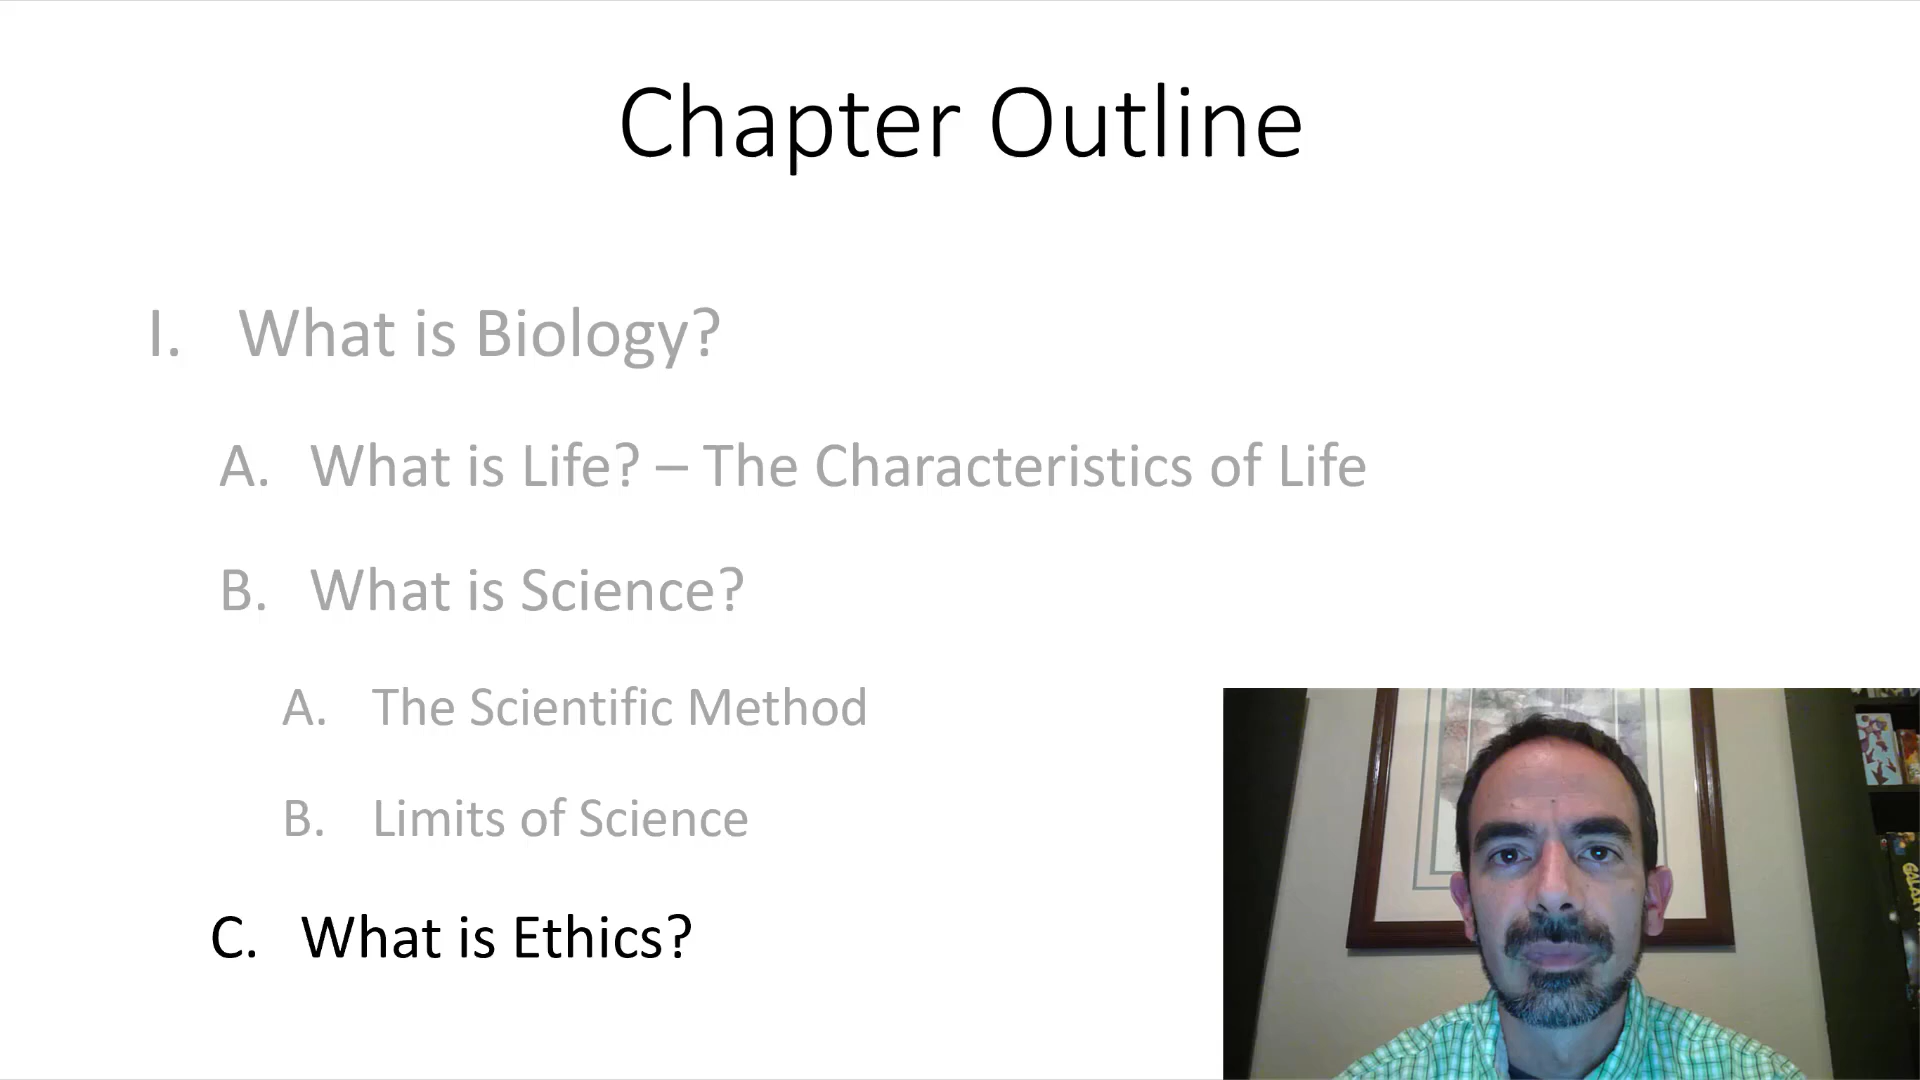 Chapter Outline
I. What is Biology?
A. What is Life? – The Characteristics of Life
B. What is Science?
A. The Scientific Method
B. Limits of Science
C. What is Ethics?